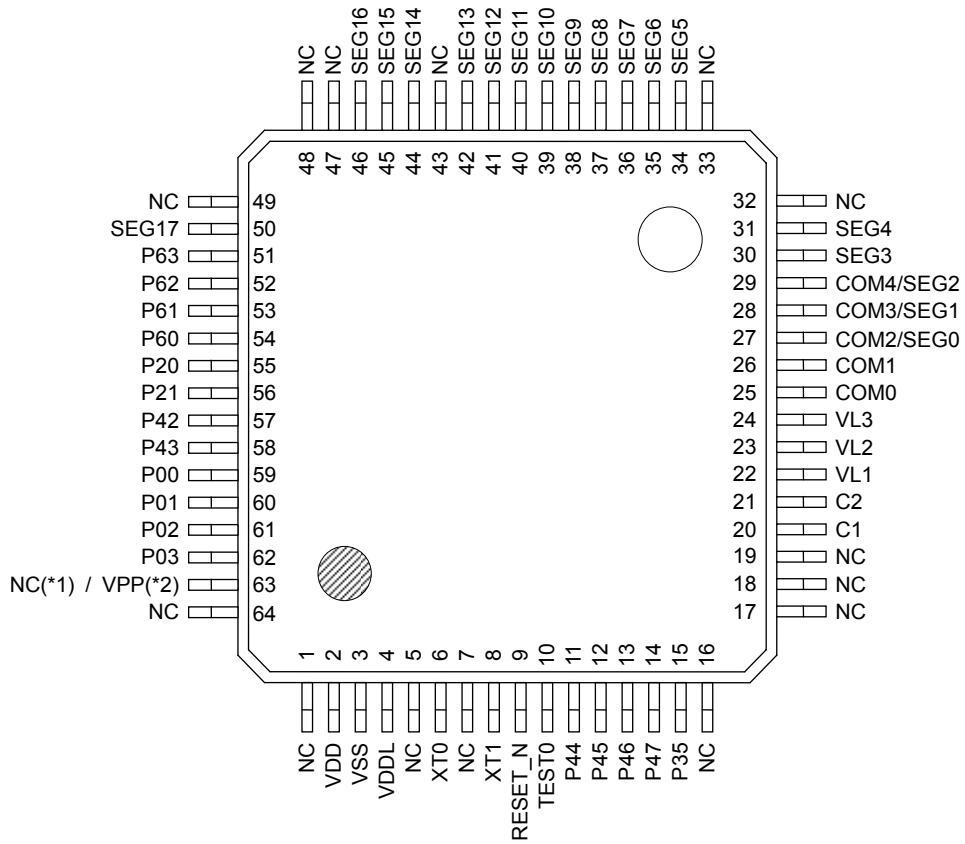 NC
NC
SEG16
SEG15
SEG14
NC
SEG13
SEG12
SEG11
SEG10
SEG9
SEG8
SEG7
SEG6
SEG5
NC
48
47
46
45
44
43
42
41
40
39
38
37
36
35
34
33
NC 49
SEG17 50
P63 51
P62 52
P61 53
P60 54
P20 55
P21 56
P42 57
P43 58
P00 59
P01 60
P02 61
P03 62
NC(*1) / VPP(*2) 63
NC 64
32 NC
31 SEG4
30 SEG3
29 COM4/SEG2
28 COM3/SEG1
27 COM2/SEG0
26 COM1
25 COM0
24 VL3
23 VL2
22 VL1
21 C2
20 C1
19 NC
18 NC
17 NC
1
2
3
4
5
6
7
8
9
10
11
12
13
14
15
16
NC
VDD
VSS
VDDL
NC
XT0
NC
XT1
RESET_N
TEST0
P44
P45
P46
P47
P35
NC